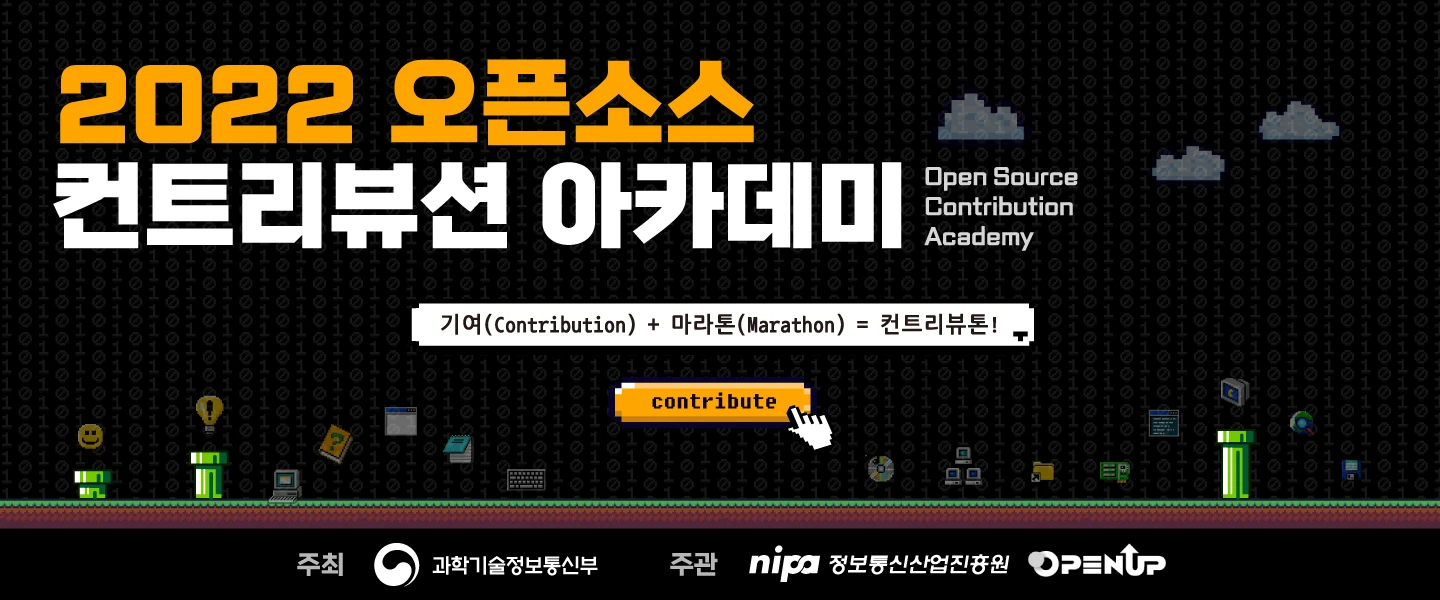 2022 오픈소스
컨트리뷰션 아카데미
Open Source
Contribution
Academy
기여(Contribution) + 마라톤(Marathon) = 컨트리뷰톤!
contribute
주최 과학기술정보통신부 주관 nipa 정보통신산업진흥원 OPENUP